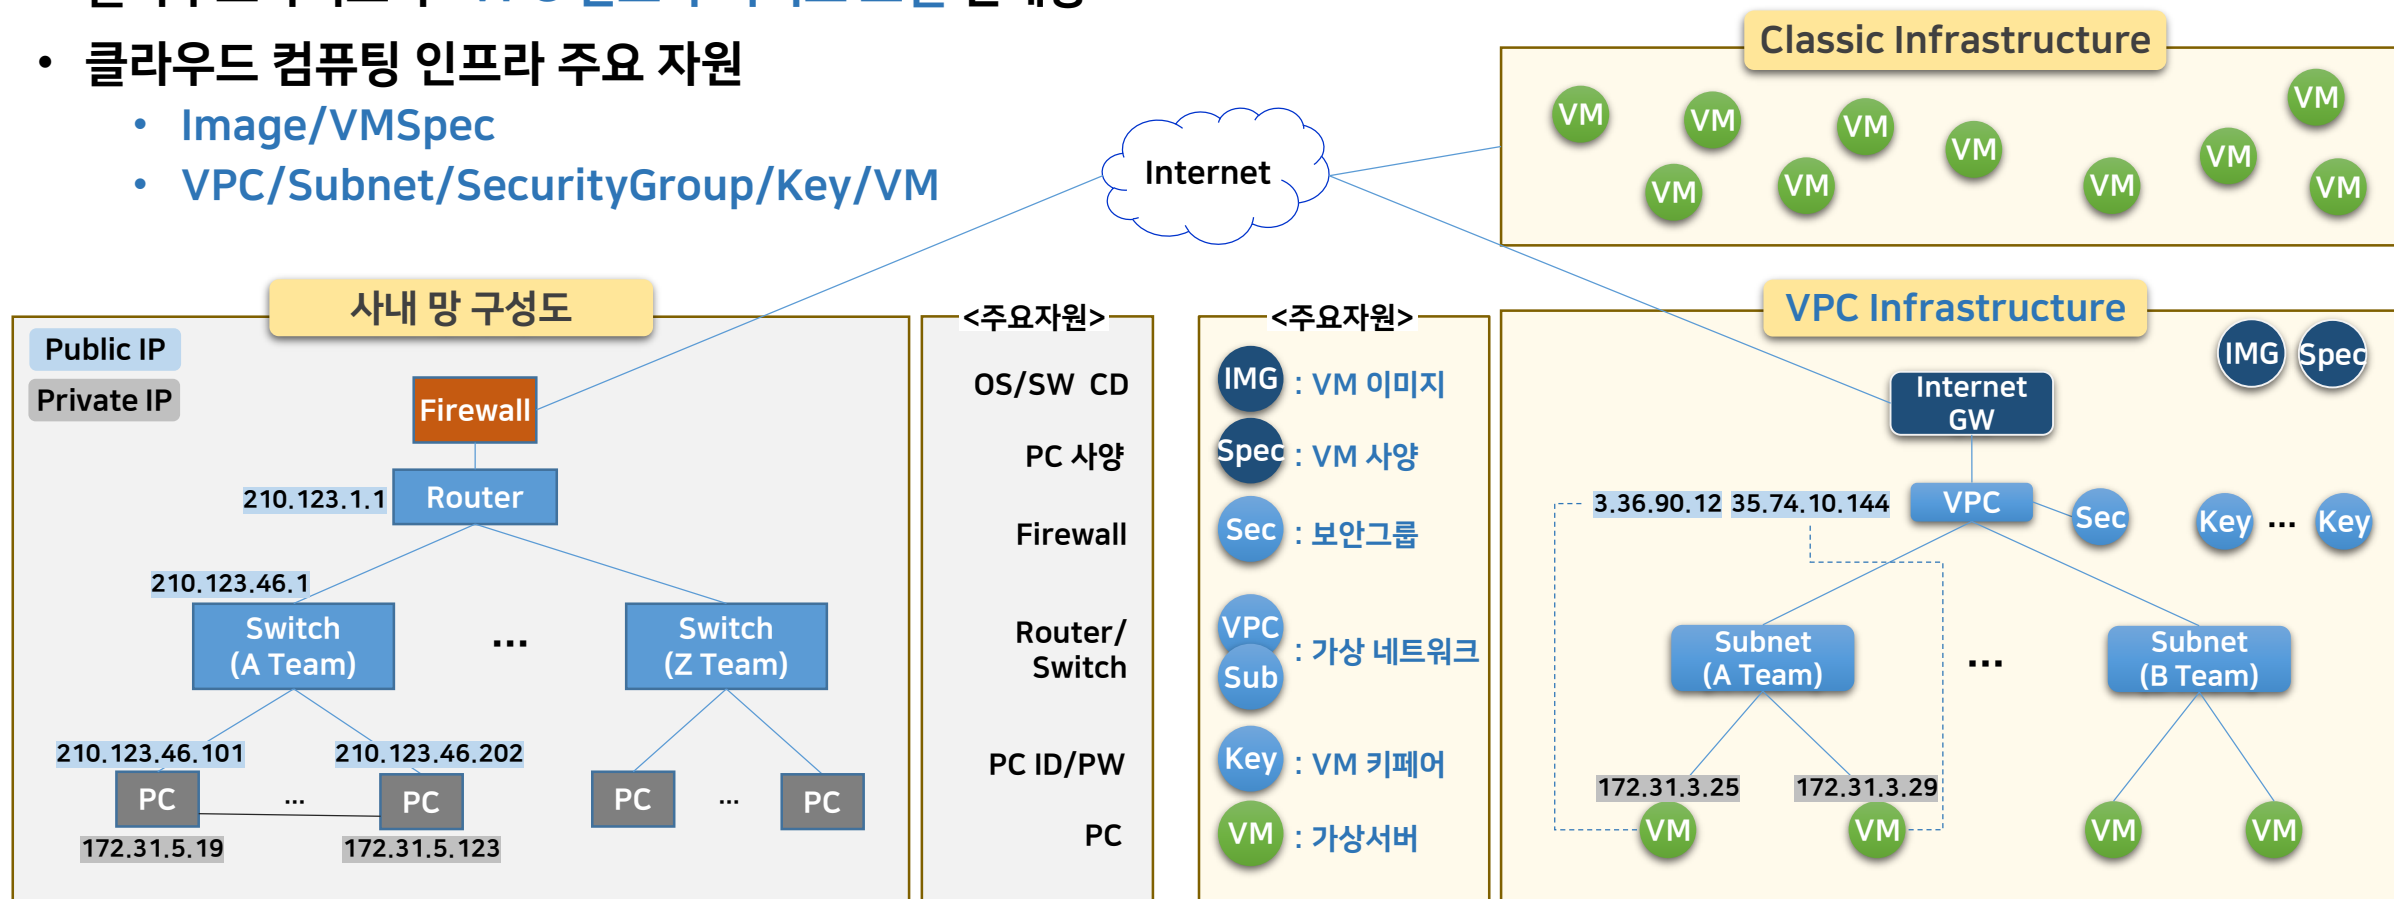 • 클라우드 컴퓨팅 인프라 주요 자원
• Image/VMSpec
• VPC/Subnet/SecurityGroup/Key/VM
Internet
Classic Infrastructure
VM
VM
VM
VM
VM
VM
VM
VM
VM
VM
VM
사내 망 구성도
Public IP
Private IP
Firewall
210.123.1.1
Router
210.123.46.1
Switch
(A Team)
...
Switch
(Z Team)
210.123.46.101
210.123.46.202
PC
...
PC
PC
...
PC
172.31.5.19
172.31.5.123
<주요자원>
OS/SW CD
PC 사양
Firewall
Router/
Switch
PC ID/PW
PC
<주요자원>
IMG : VM 이미지
Spec : VM 사양
Sec : 보안그룹
VPC
Sub
: 가상 네트워크
Key : VM 키페어
VM : 가상서버
VPC Infrastructure
IMG
Spec
Internet
GW
3.36.90.12
35.74.10.144
VPC
Sec
Key
...
Key
Subnet
(A Team)
...
Subnet
(B Team)
172.31.3.25
172.31.3.29
VM
VM
VM
VM